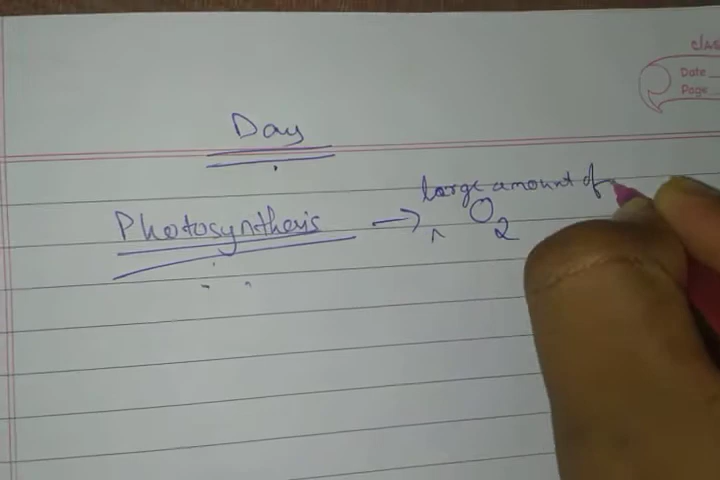 Day
Date
Page
large amount of
Photosynthesis → O2